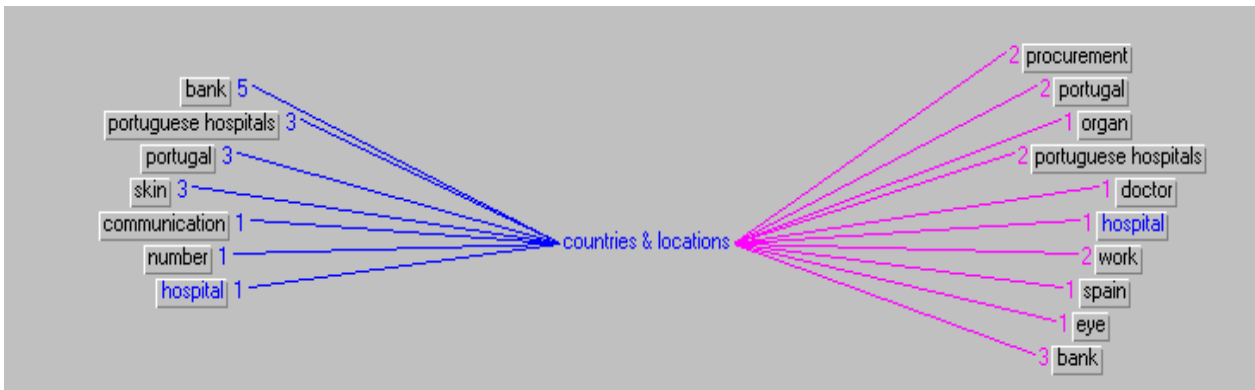 bank 5
portuguese hospitals 3
portugal 3
skin 3
communication 1
number 1
hospital 1
countries & locations
2 procurement
2 portugal
1 organ
2 portuguese hospitals
1 doctor
1 hospital
2 work
1 spain
1 eye
3 bank